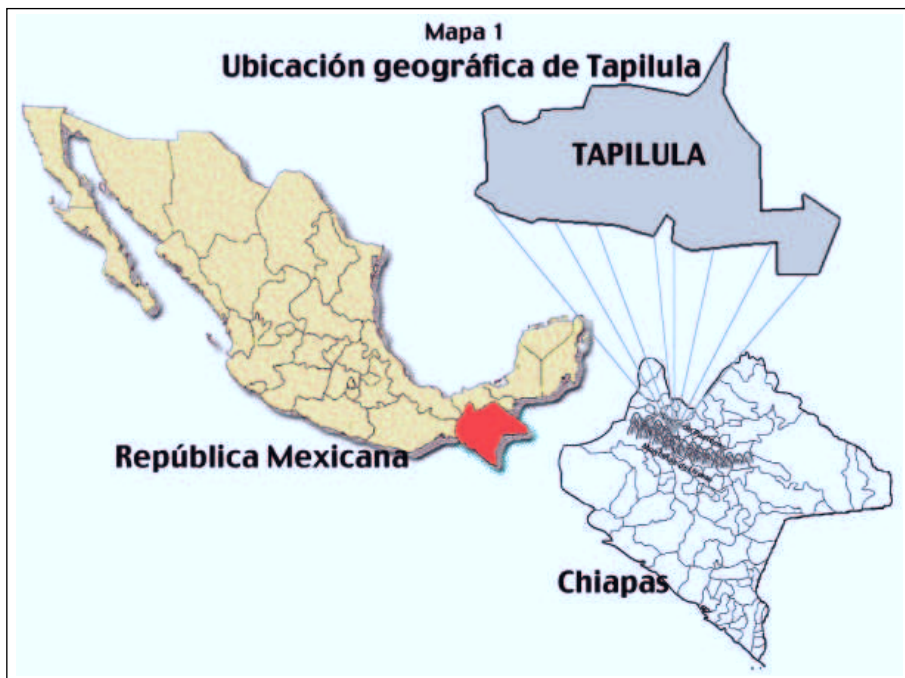 Mapa 1
Ubicación geográfica de Tapilula
TAPILULA
República Mexicana
Chiapas